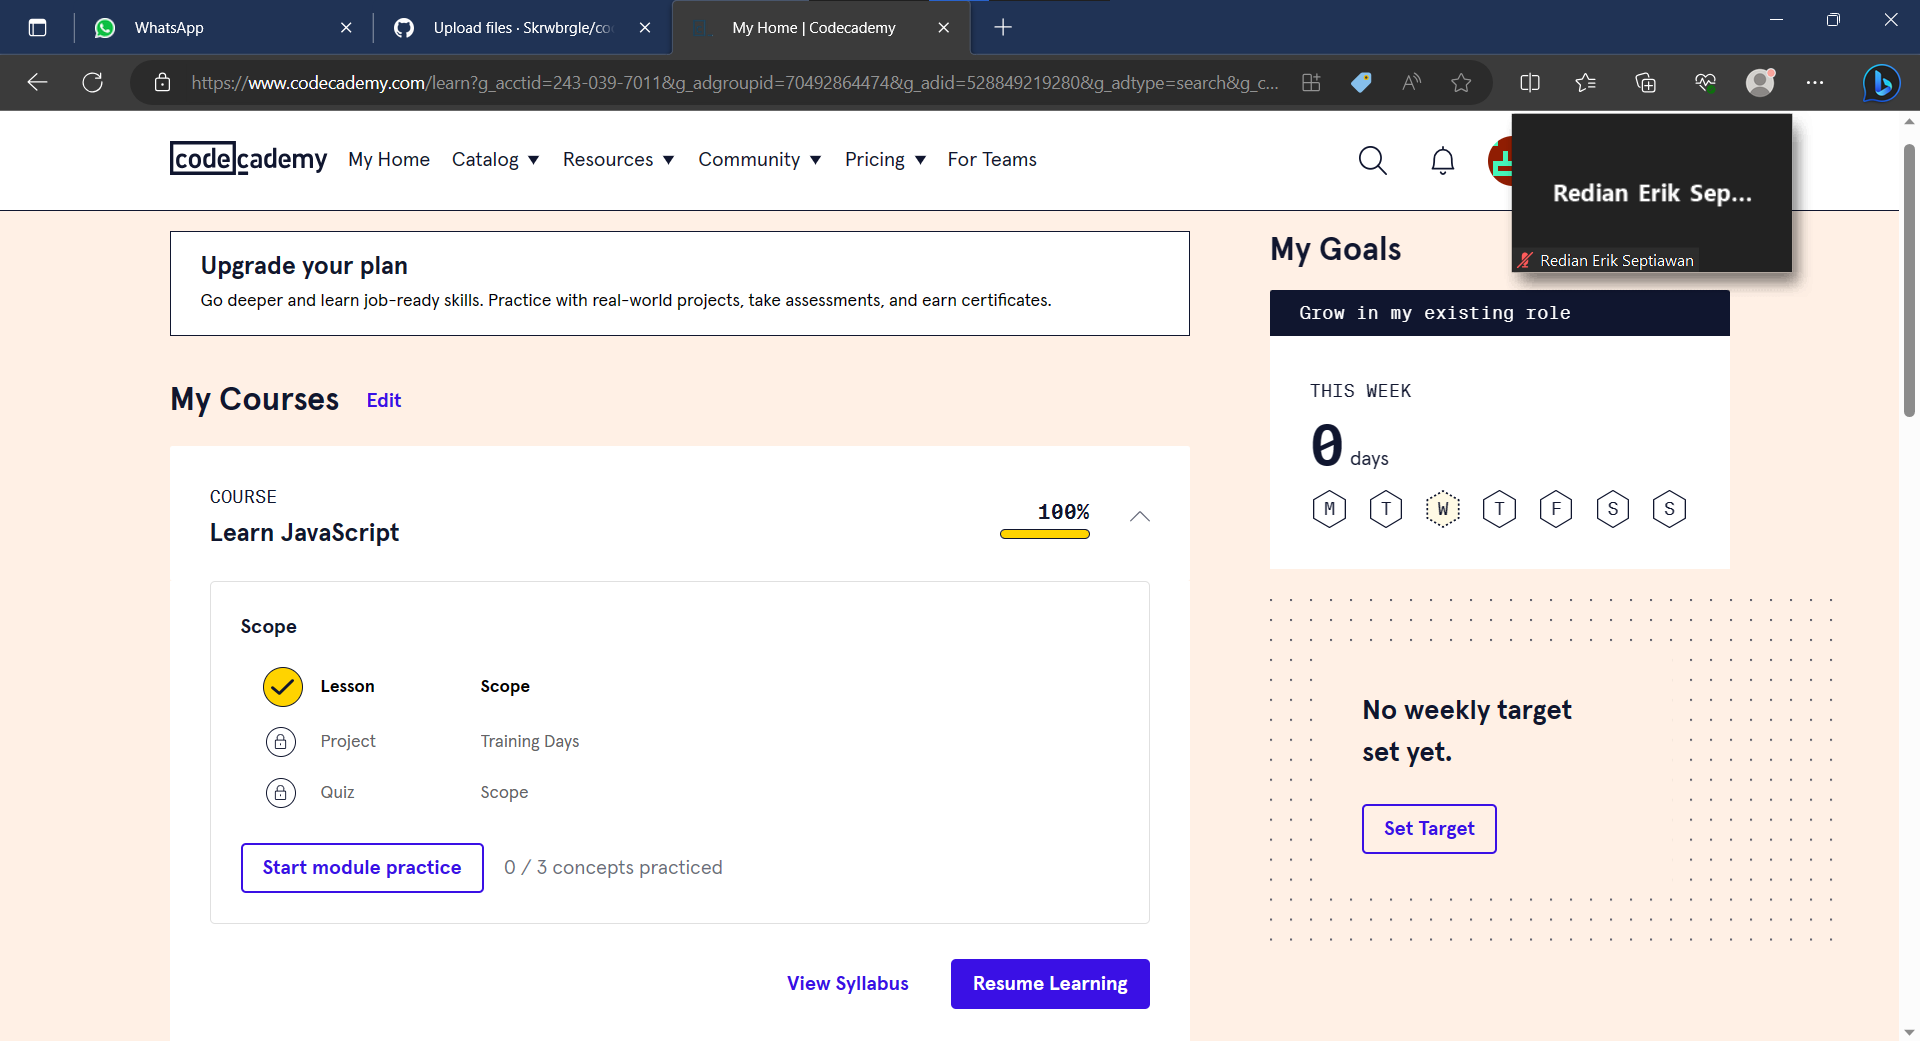 WhatsApp
Upload files · Skrwbrgle/co
My Home | Codecademy
https://www.codecademy.com/learn?g_acctid=243-039-7011&g_adgroupid=70492864474&g_adid=528849219280&g_adtype=search&g_c...
codecademy
My Home
Catalog
Resources
Community
Pricing
For Teams
Redian Erik Sep...
Redian Erik Septiawan
Upgrade your plan
Go deeper and learn job-ready skills. Practice with real-world projects, take assessments, and earn certificates.
My Courses
Edit
COURSE
Learn JavaScript
100%
Scope
Lesson Scope
Project Training Days
Quiz Scope
Start module practice
0 / 3 concepts practiced
View Syllabus
Resume Learning
My Goals
Grow in my existing role
THIS WEEK
0 days
M T W T F S S
No weekly target
set yet.
Set Target